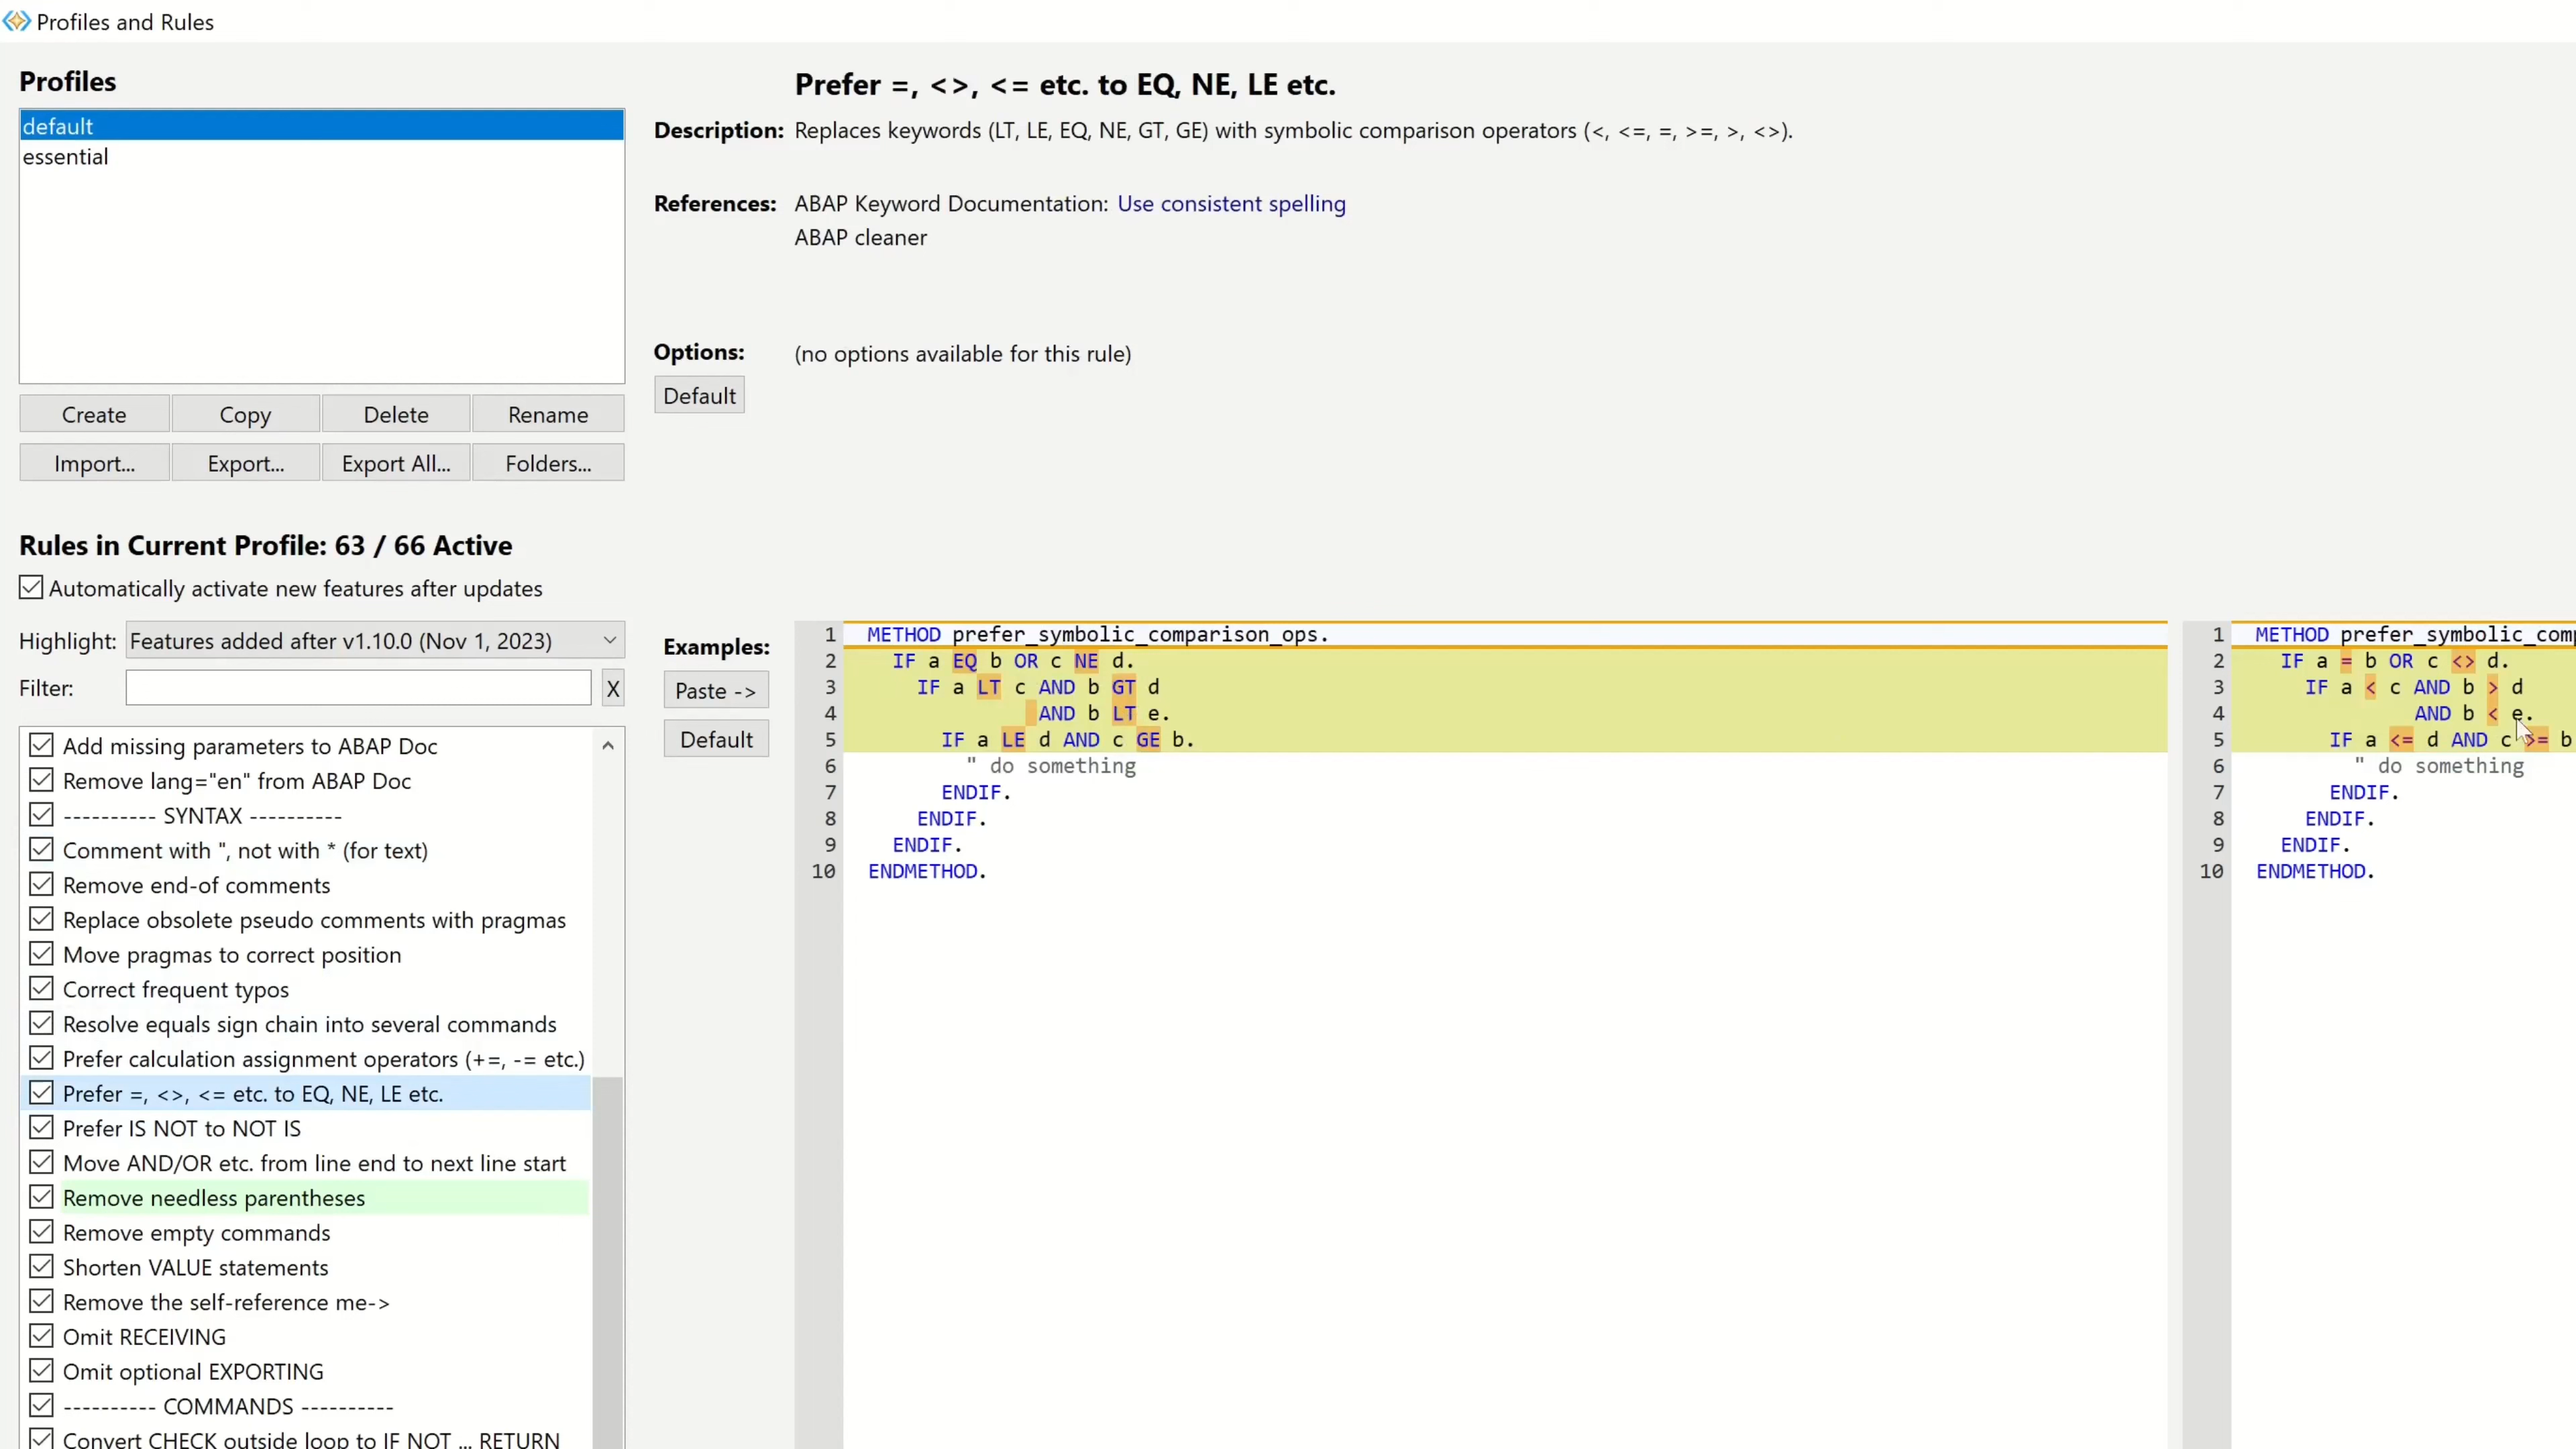 Profiles and Rules
Profiles
default
essential
Create Copy Delete Rename
Import... Export... Export All... Folders...
Rules in Current Profile: 63 / 66 Active
Automatically activate new features after updates
Highlight: Features added after v1.10.0 (Nov 1, 2023)
Filter: X
Add missing parameters to ABAP Doc
Remove lang="en" from ABAP Doc
---------- SYNTAX ----------
Comment with ", not with * (for text)
Remove end-of comments
Replace obsolete pseudo comments with pragmas
Move pragmas to correct position
Correct frequent typos
Resolve equals sign chain into several commands
Prefer calculation assignment operators (+=, -= etc.)
Prefer =, <>, <= etc. to EQ, NE, LE etc.
Prefer IS NOT to NOT IS
Move AND/OR etc. from line end to next line start
Remove needless parentheses
Remove empty commands
Shorten VALUE statements
Remove the self-reference me->
Omit RECEIVING
Omit optional EXPORTING
---------- COMMANDS ----------
Convert CHECK outside loop to IF NOT ... RETURN
Prefer =, <>, <= etc. to EQ, NE, LE etc.
Description: Replaces keywords (LT, LE, EQ, NE, GT, GE) with symbolic comparison operators (<, <=, =, >=, >, <>).
References: ABAP Keyword Documentation: Use consistent spelling
ABAP cleaner
Options: (no options available for this rule)
Default
Examples:
Paste ->
Default
1 METHOD prefer_symbolic_comparison_ops.
2 IF a EQ b OR c NE d.
3 IF a LT c AND b GT d
4 AND b LT e.
5 IF a LE d AND c GE b.
6 " do something
7 ENDIF.
8 ENDIF.
9 ENDIF.
10 ENDMETHOD.
1 METHOD prefer_symbolic_comp
2 IF a = b OR c <> d.
3 IF a < c AND b > d
4 AND b < e.
5 IF a <= d AND c >= b
6 " do something
7 ENDIF.
8 ENDIF.
9 ENDIF.
10 ENDMETHOD.